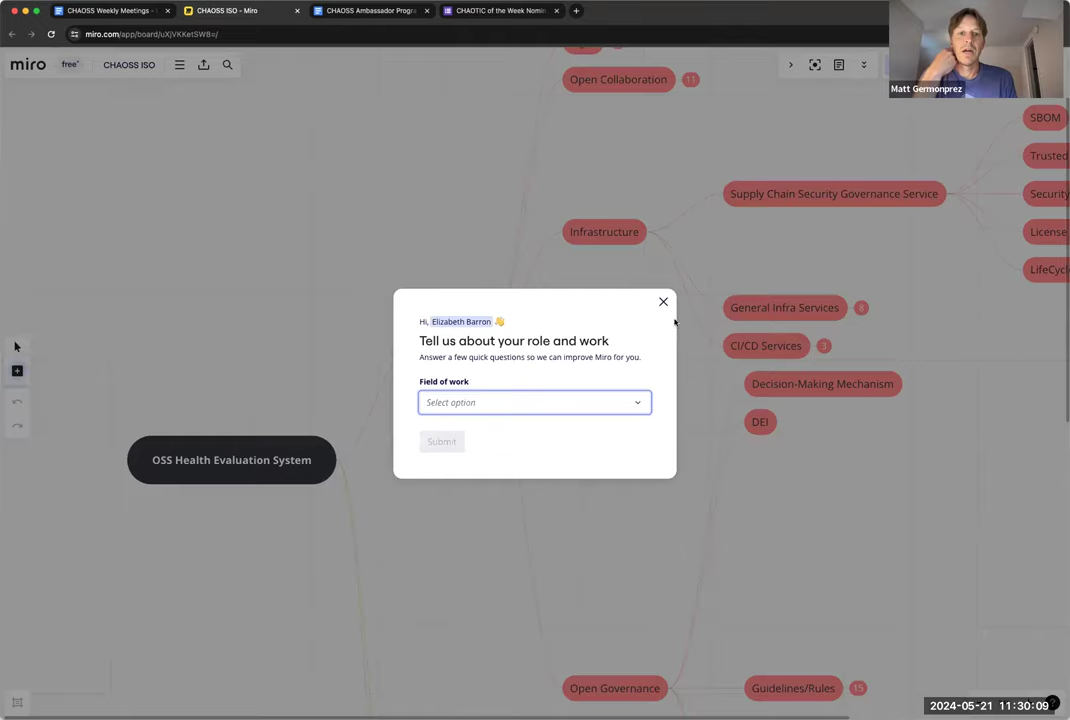 CHAOSS Weekly Meetings -
CHAOSS ISO - Miro
CHAOSS Ambassador Progra
CHAOTIC of the Week Nomin
miro.com/app/board/uXjVKKetSW8=/
miro
free
CHAOSS ISO
Matt Germonprez
Open Collaboration
11
SBOM
Trusted
Supply Chain Security Governance Service
Security
Infrastructure
License
LifeCycl
General Infra Services
8
CI/CD Services
3
Decision-Making Mechanism
DEI
Hi, Elizabeth Barron 👋
Tell us about your role and work
Answer a few quick questions so we can improve Miro for you.
Field of work
Select option
Submit
OSS Health Evaluation System
Open Governance
Guidelines/Rules
15
2024-05-21 11:30:09